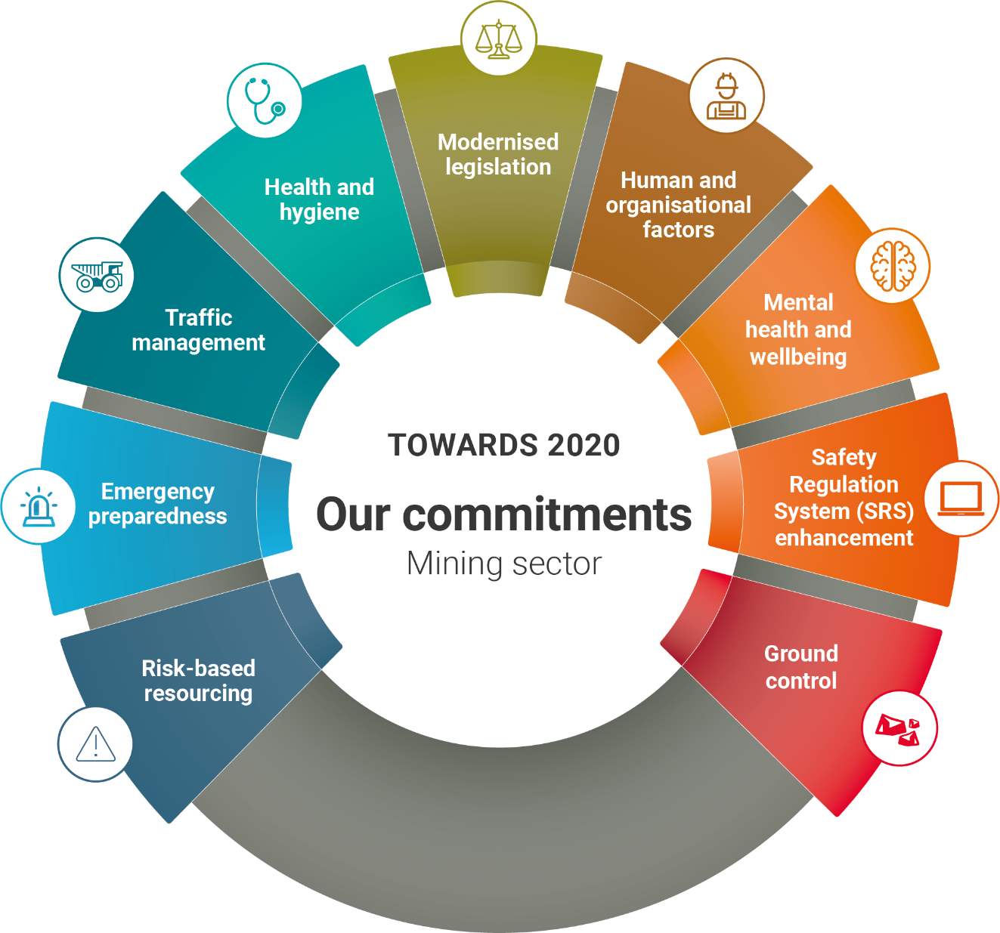 Modernised
legislation
Human and
organisational
factors
Mental
health and
wellbeing
Safety
Regulation
System (SRS)
enhancement
Ground
control
Health and
hygiene
Traffic
management
Emergency
preparedness
Risk-based
resourcing
TOWARDS 2020
Our commitments
Mining sector